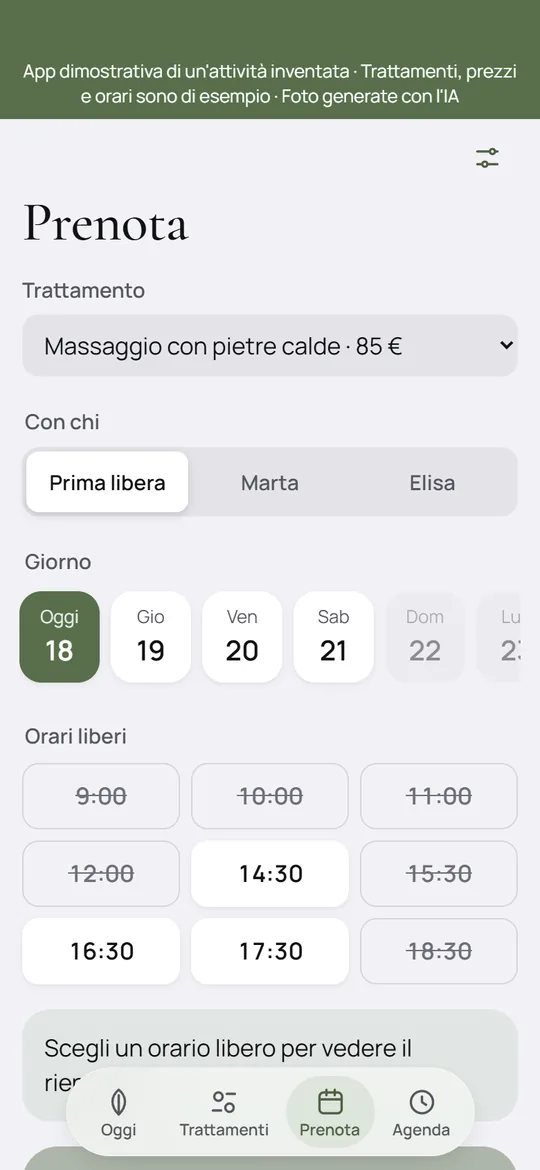 App dimostrativa di un'attività inventata · Trattamenti, prezzi
e orari sono di esempio · Foto generate con l'IA
Prenota
Trattamento
Massaggio con pietre calde · 85 €
Con chi
Prima libera Marta Elisa
Giorno
Oggi Gio Ven Sab Dom
18 19 20 21 22
Orari liberi
9:00 10:00 11:00
12:00 14:30 15:30
16:30 17:30 18:30
Scegli un orario libero per vedere il
Oggi Trattamenti Prenota Agenda